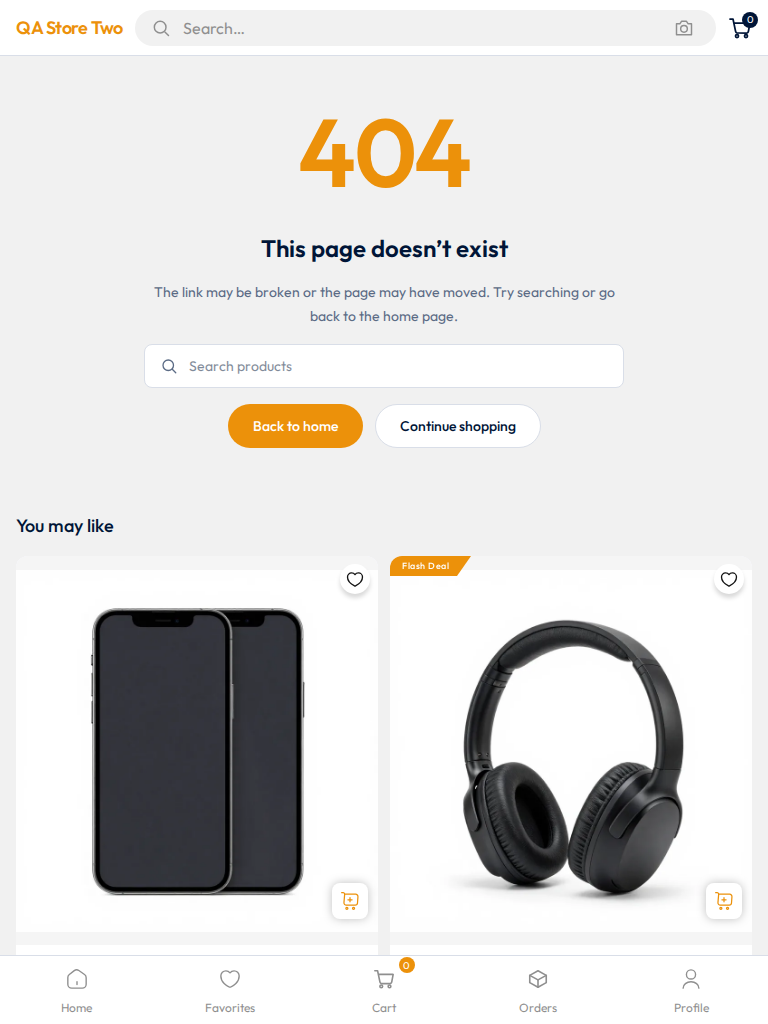 QA Store Two
Search...
0
404
This page doesn’t exist
The link may be broken or the page may have moved. Try searching or go
back to the home page.
Search products
Back to home
Continue shopping
You may like
Flash Deal
0
Home
Favorites
Cart
Orders
Profile